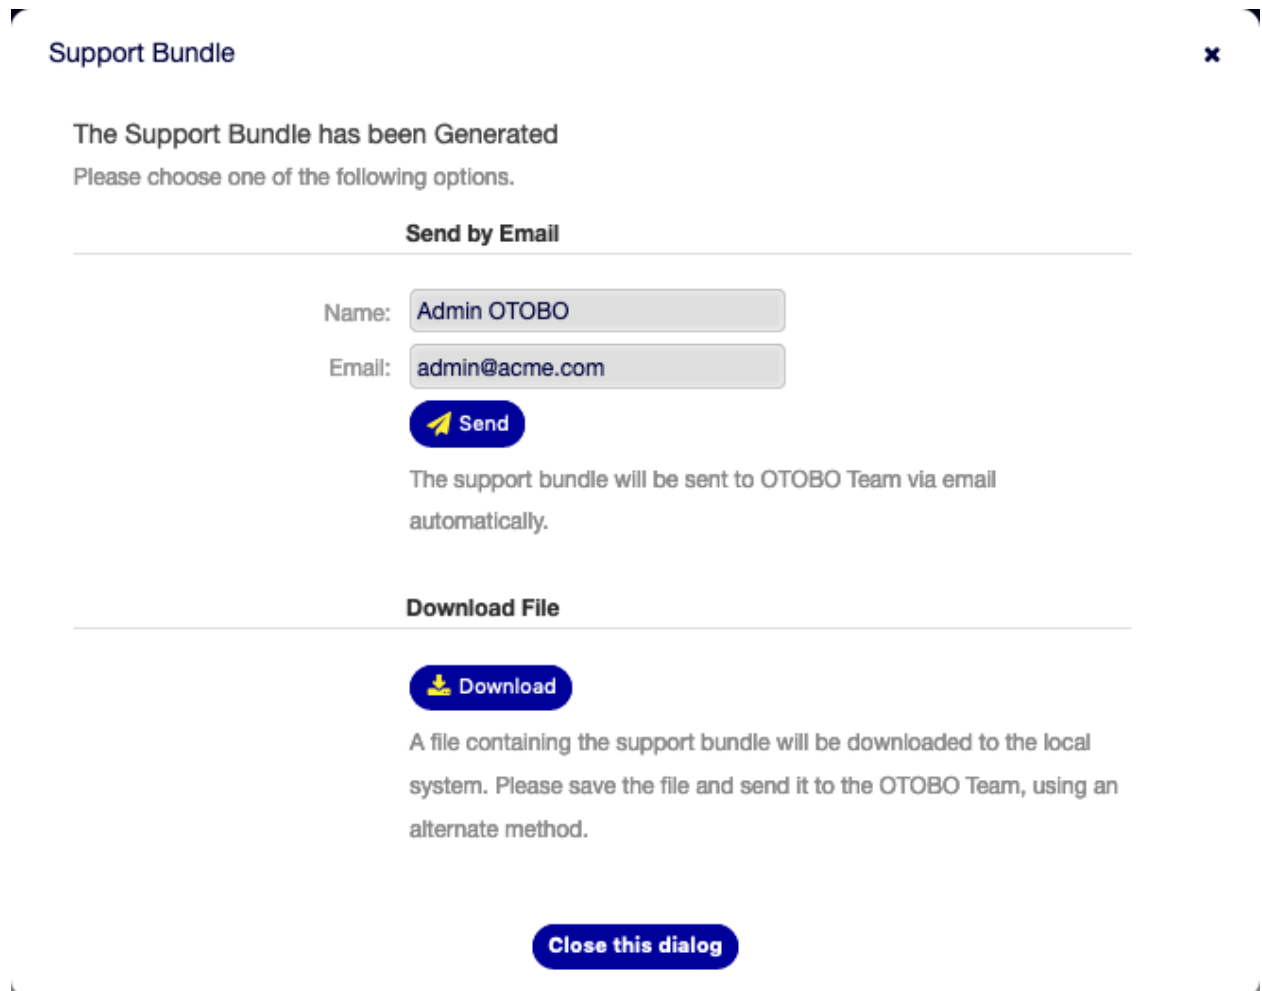 Support Bundle
The Support Bundle has been Generated
Please choose one of the following options.
Send by Email
Name: Admin OTOBO
Email: admin@acme.com
Send
The support bundle will be sent to OTOBO Team via email
automatically.
Download File
Download
A file containing the support bundle will be downloaded to the local
system. Please save the file and send it to the OTOBO Team, using an
alternate method.
Close this dialog